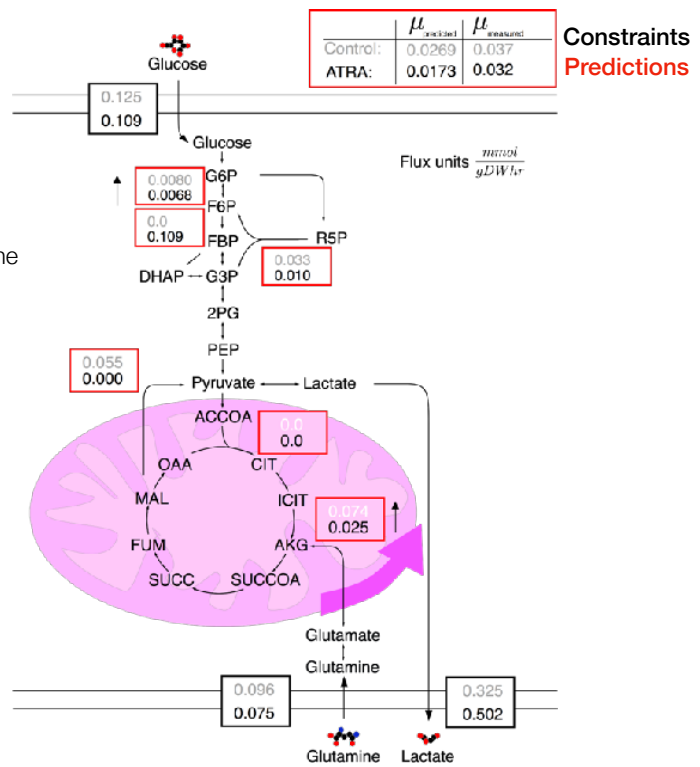 μ predicted μ measured
Control: 0.0269 0.037
ATRA: 0.0173 0.032
Constraints
Predictions
Glucose
0.125
0.109
Glucose
Flux units mmol/gDWhr
0.0080
0.0068
G6P
F6P
0.0
0.109
FBP
R5P
ne
0.033
0.010
DHAP
G3P
2PG
PEP
0.055
0.000
Pyruvate
Lactate
ACCOA
0.0
0.0
OAA
CIT
MAL
ICIT
0.074
0.025
FUM
AKG
SUCC
SUCCOA
Glutamate
Glutamine
0.096
0.075
0.325
0.502
Glutamine
Lactate